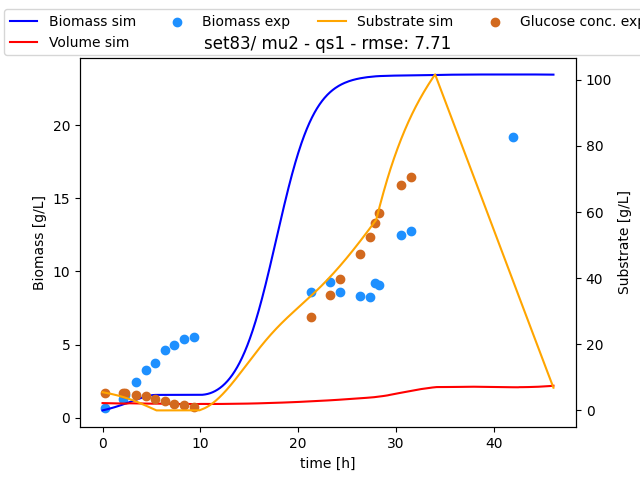 Biomass sim Biomass exp Substrate sim Glucose conc. exp
Volume sim
set83/ mu2 - qs1 - rmse: 7.71
Biomass [g/L]
20
15
10
5
0
100
80
60
40
20
0
Substrate [g/L]
0 10 20 30 40
time [h]